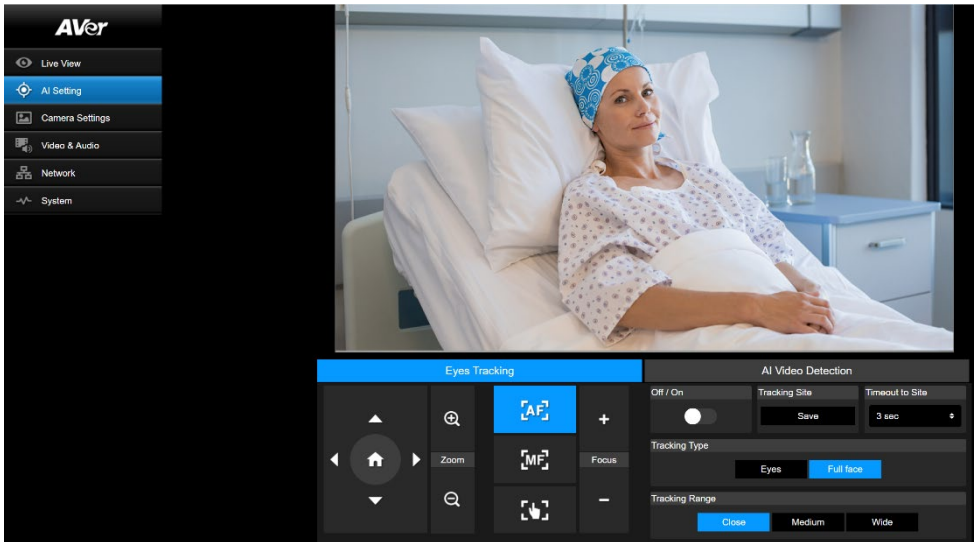 AVer
Live View
AI Setting
Camera Settings
Video & Audio
Network
System
Eyes Tracking
AI Video Detection
Zoom
AF
MF
Focus
Off / On
Tracking Site
Timeout to Site
Save
3 sec
Tracking Type
Eyes
Full face
Tracking Range
Close
Medium
Wide